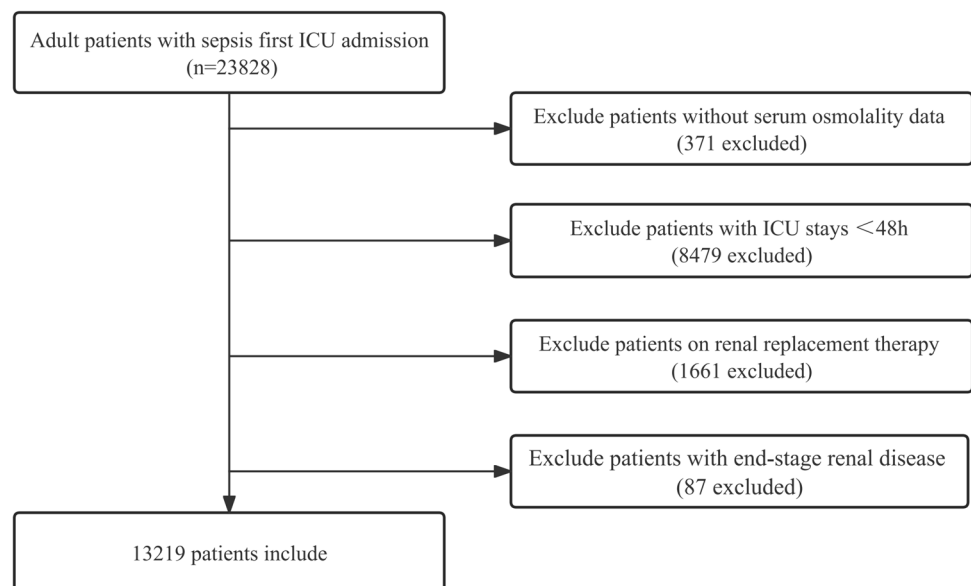 Adult patients with sepsis first ICU admission
(n=23828)
Exclude patients without serum osmolality data
(371 excluded)
Exclude patients with ICU stays ＜48h
(8479 excluded)
Exclude patients on renal replacement therapy
(1661 excluded)
Exclude patients with end-stage renal disease
(87 excluded)
13219 patients include